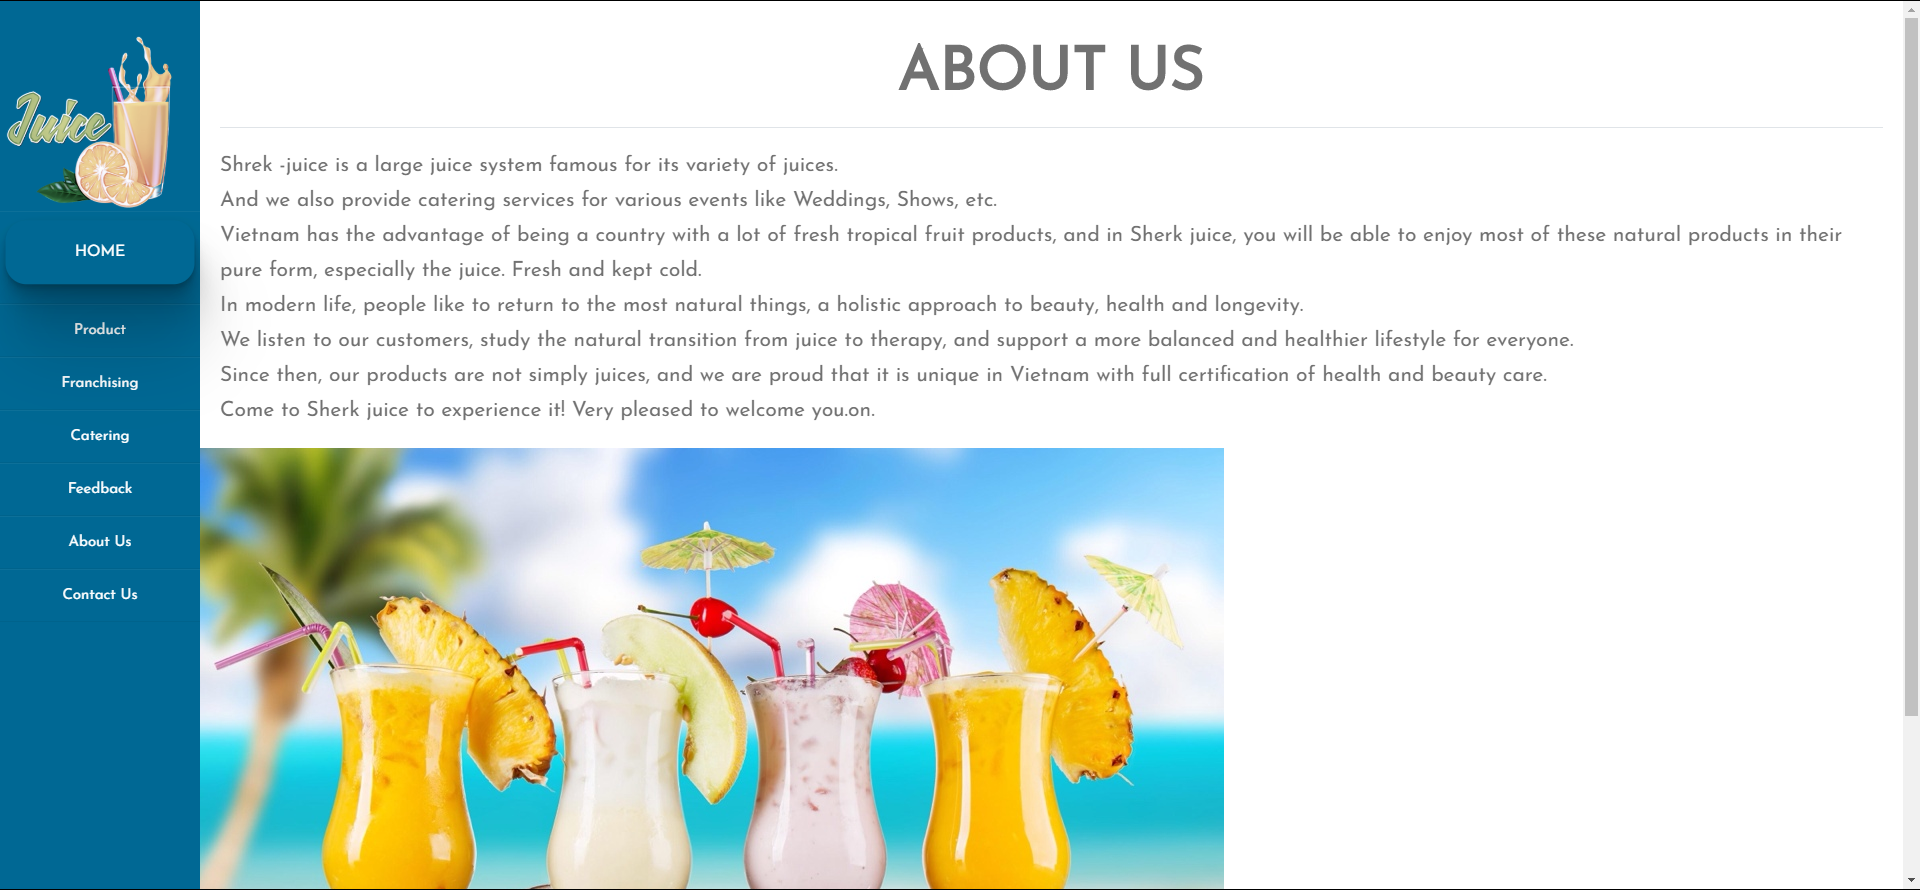 Juice
HOME
Product
Franchising
Catering
Feedback
About Us
Contact Us
ABOUT US
Shrek -juice is a large juice system famous for its variety of juices.
And we also provide catering services for various events like Weddings, Shows, etc.
Vietnam has the advantage of being a country with a lot of fresh tropical fruit products, and in Sherk juice, you will be able to enjoy most of these natural products in their
pure form, especially the juice. Fresh and kept cold.
In modern life, people like to return to the most natural things, a holistic approach to beauty, health and longevity.
We listen to our customers, study the natural transition from juice to therapy, and support a more balanced and healthier lifestyle for everyone.
Since then, our products are not simply juices, and we are proud that it is unique in Vietnam with full certification of health and beauty care.
Come to Sherk juice to experience it! Very pleased to welcome you.on.